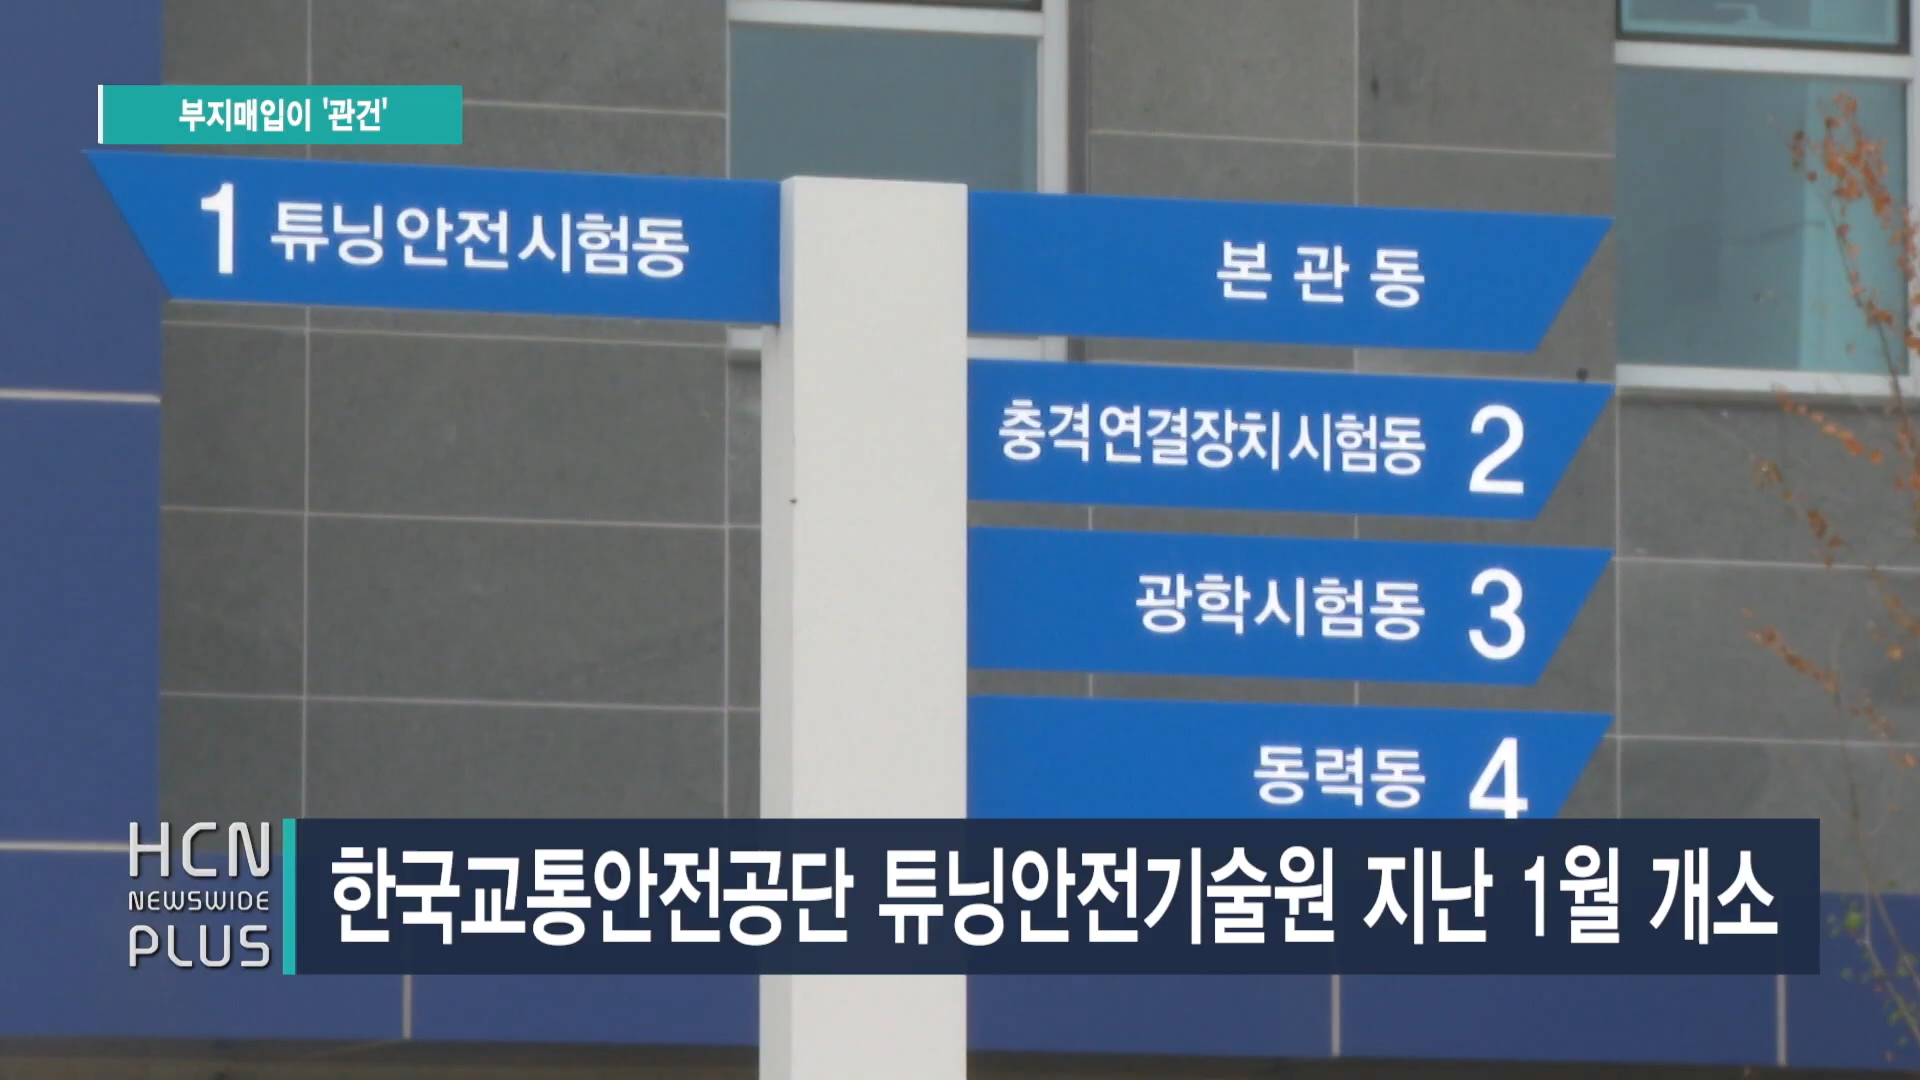 부지매입이 '관건'
1 튜닝안전시험동
본관동
충격연결장치시험동 2
광학시험동 3
동력동 4
HCN
NEWSWIDE
PLUS
한국교통안전공단 튜닝안전기술원 지난 1월 개소